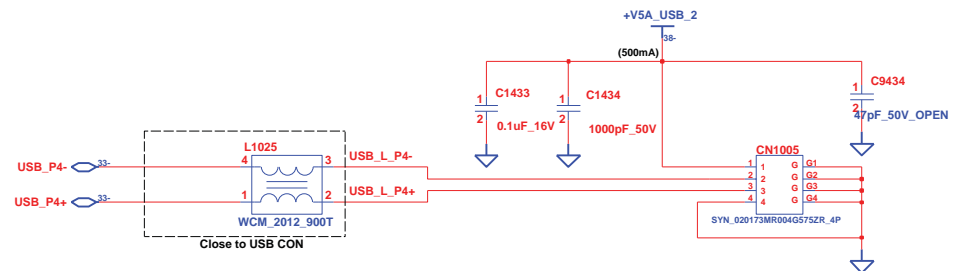 +V5A_USB_2
38-
(500mA)
C1433
1
2
0.1uF_16V
C1434
1
2
1000pF_50V
C9434
1
2
47pF_50V_OPEN
L1025
USB_P4-
33-
4
3
USB_L_P4-
USB_P4+
33-
1
2
USB_L_P4+
WCM_2012_900T
Close to USB CON
CN1005
1 1 G G1
2 2 G G2
3 3 G G3
4 4 G G4
SYN_020173MR004G575ZR_4P